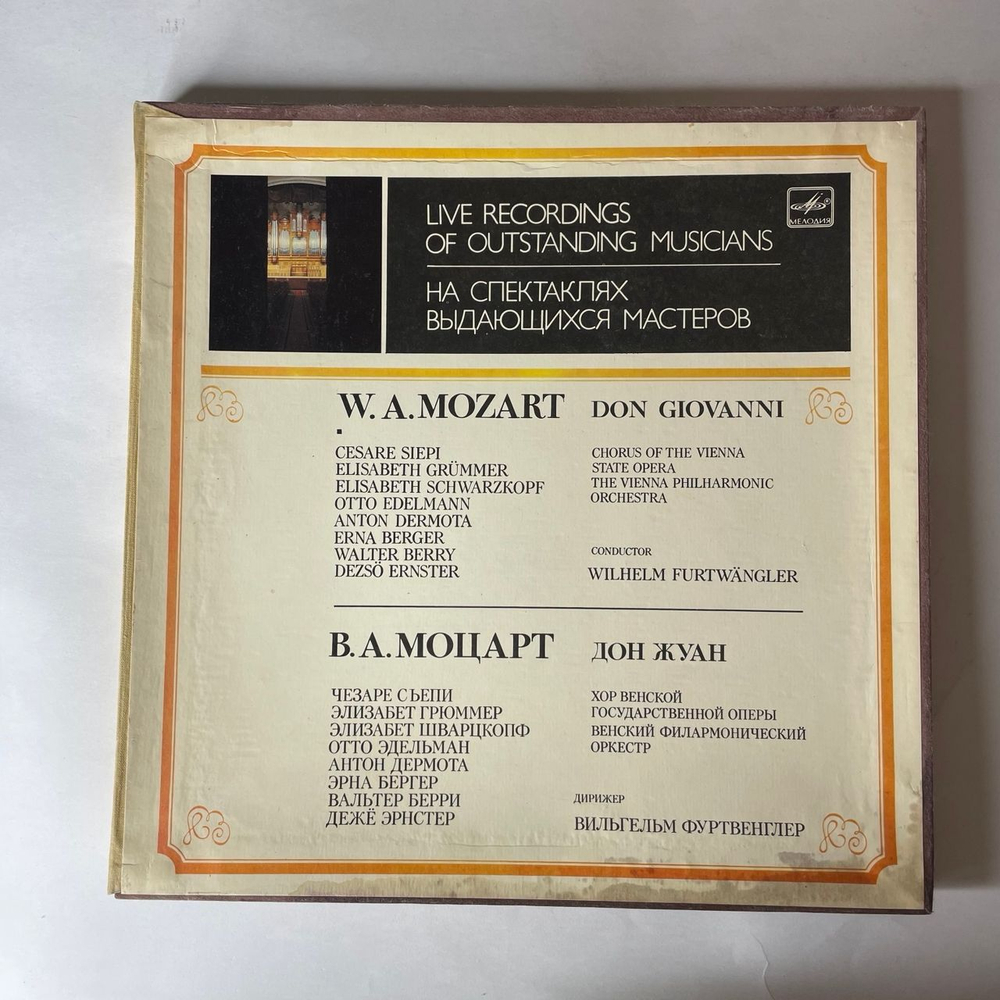 LIVE RECORDINGS
OF OUTSTANDING MUSICIANS
МЕЛОДИЯ
НА СПЕКТАКЛЯХ
ВЫДАЮЩИХСЯ МАСТЕРОВ
W. A. MOZART
DON GIOVANNI
CESARE SIEPI
ELISABETH GRÜMMER
ELISABETH SCHWARZKOPF
OTTO EDELMANN
ANTON DERMOTA
ERNA BERGER
WALTER BERRY
DEZSÖ ERNSTER
CHORUS OF THE VIENNA
STATE OPERA
THE VIENNA PHILHARMONIC
ORCHESTRA
CONDUCTOR
WILHELM FURTWÄNGLER
В. А. МОЦАРТ
ДОН ЖУАН
ЧЕЗАРЕ СЬЕПИ
ЭЛИЗАБЕТ ГРЮММЕР
ЭЛИЗАБЕТ ШВАРЦКОПФ
ОТТО ЭДЕЛЬМАН
АНТОН ДЕРМОТА
ЭРНА БЕРГЕР
ВАЛЬТЕР БЕРРИ
ДЕЖЁ ЭРНСТЕР
ХОР ВЕНСКОЙ
ГОСУДАРСТВЕННОЙ ОПЕРЫ
ВЕНСКИЙ ФИЛАРМОНИЧЕСКИЙ
ОРКЕСТР
ДИРИЖЕР
ВИЛЬГЕЛЬМ ФУРТВЕНГЛЕР